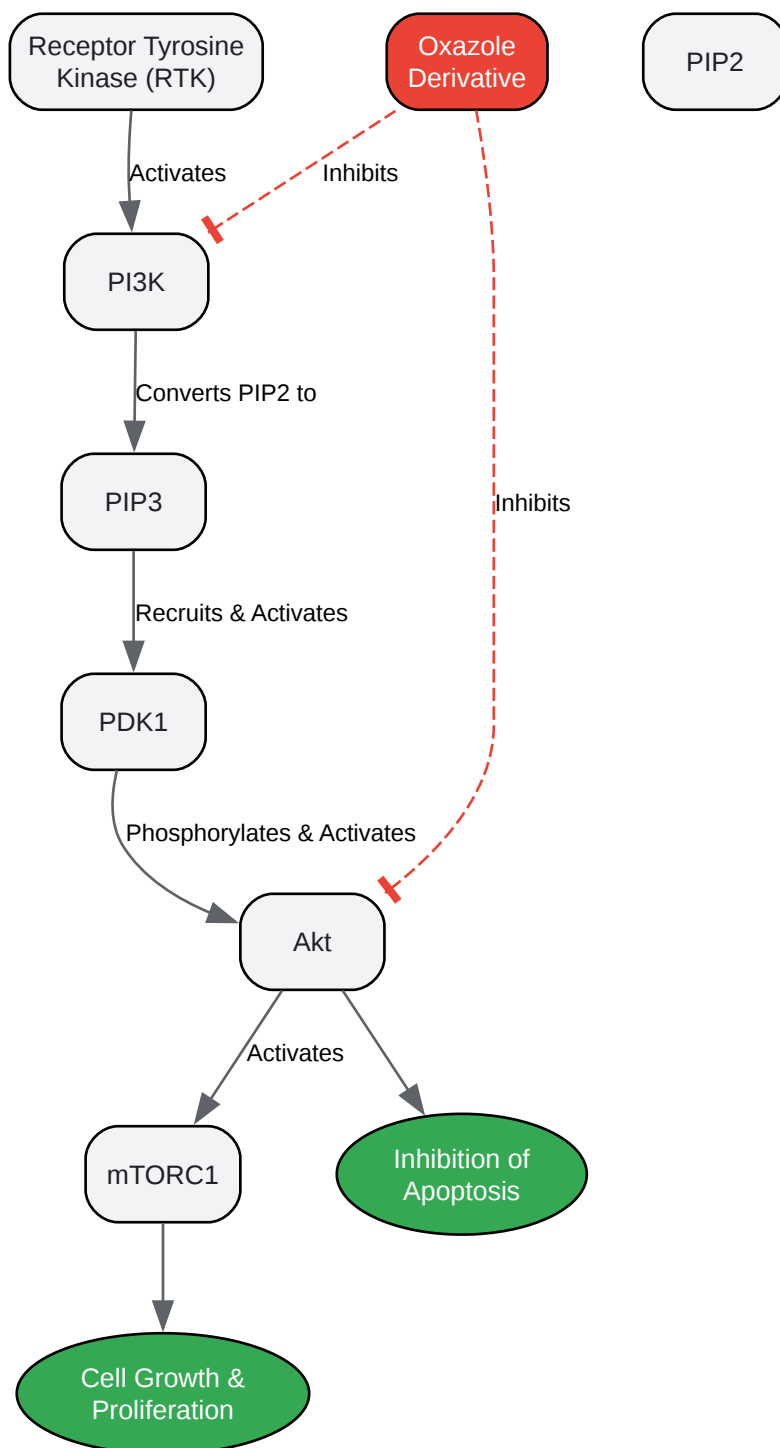 Receptor Tyrosine
Kinase (RTK)
Oxazole
Derivative
PIP2
Activates
Inhibits
PI3K
Converts PIP2 to
PIP3
Inhibits
Recruits & Activates
PDK1
Phosphorylates & Activates
Akt
Activates
mTORC1
Inhibition of
Apoptosis
Cell Growth &
Proliferation